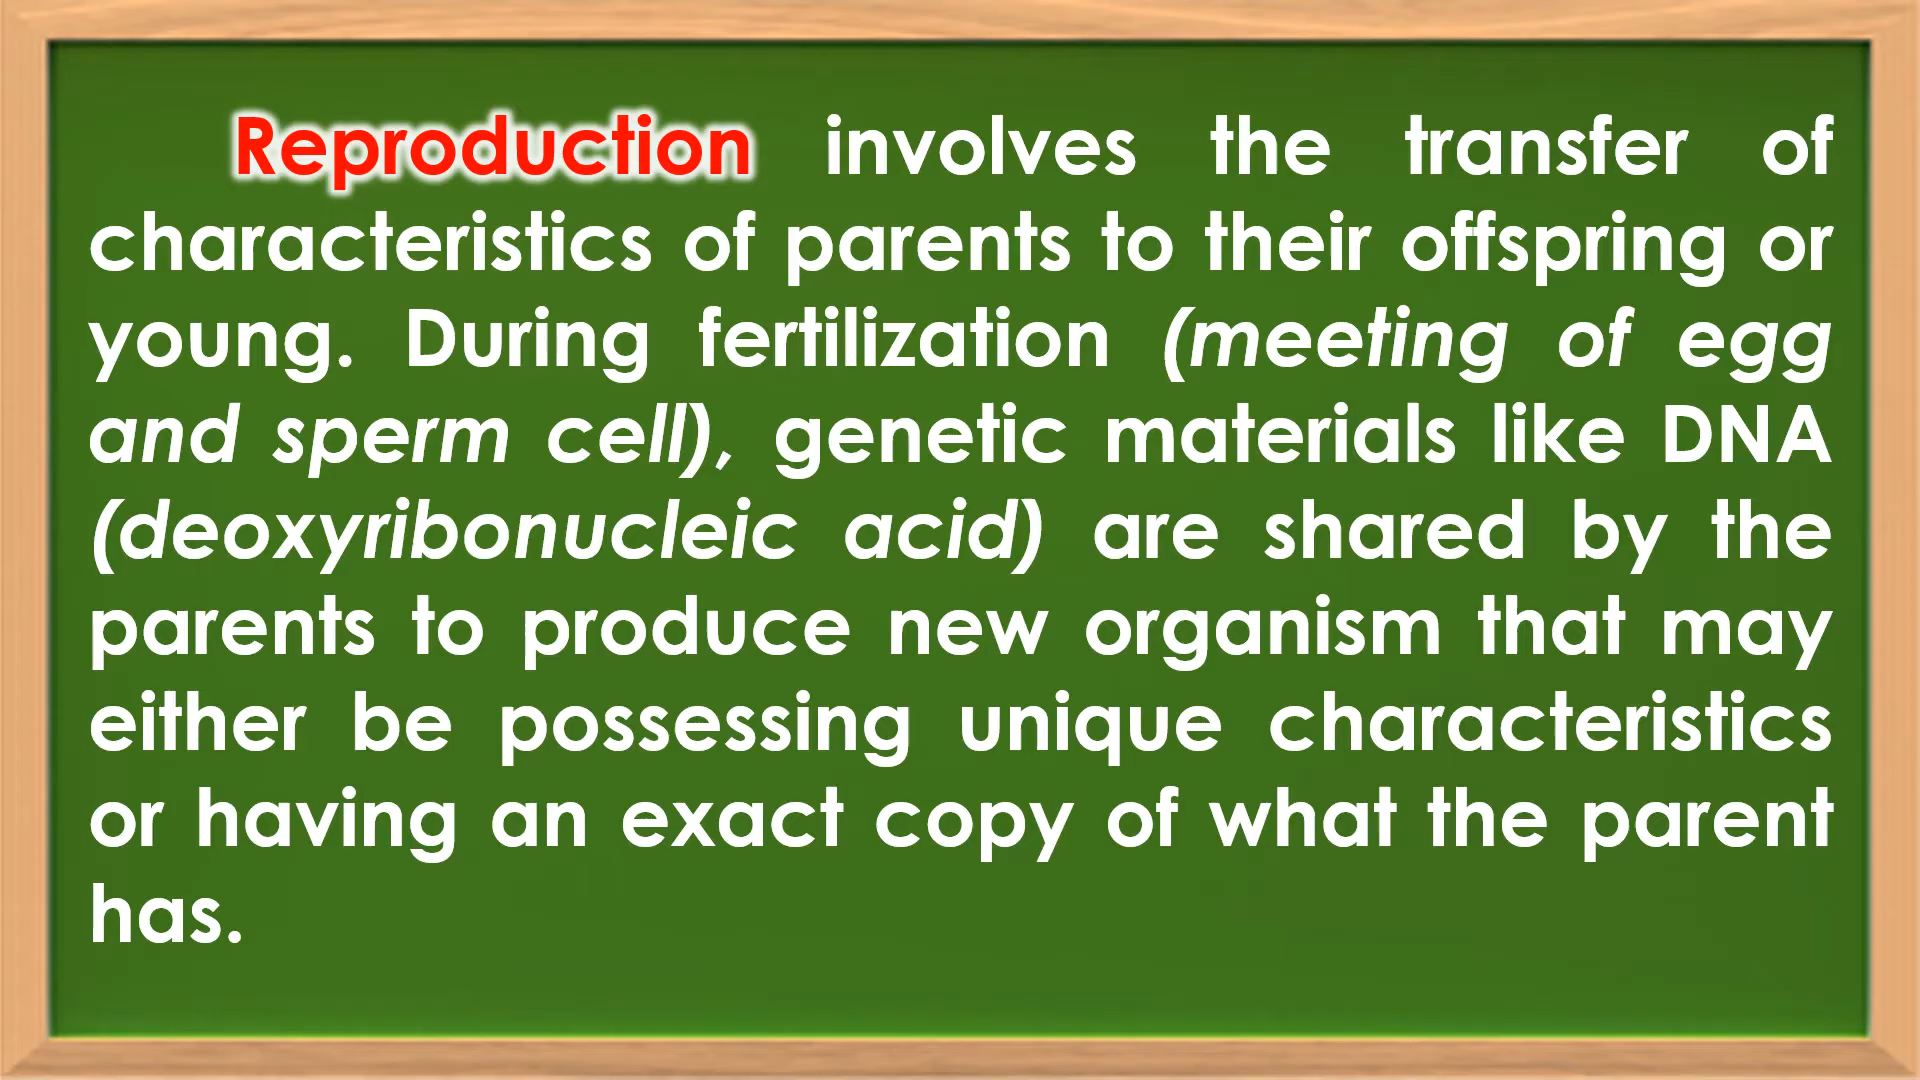 Reproduction involves the transfer of
characteristics of parents to their offspring or
young. During fertilization (meeting of egg
and sperm cell), genetic materials like DNA
(deoxyribonucleic acid) are shared by the
parents to produce new organism that may
either be possessing unique characteristics
or having an exact copy of what the parent
has.